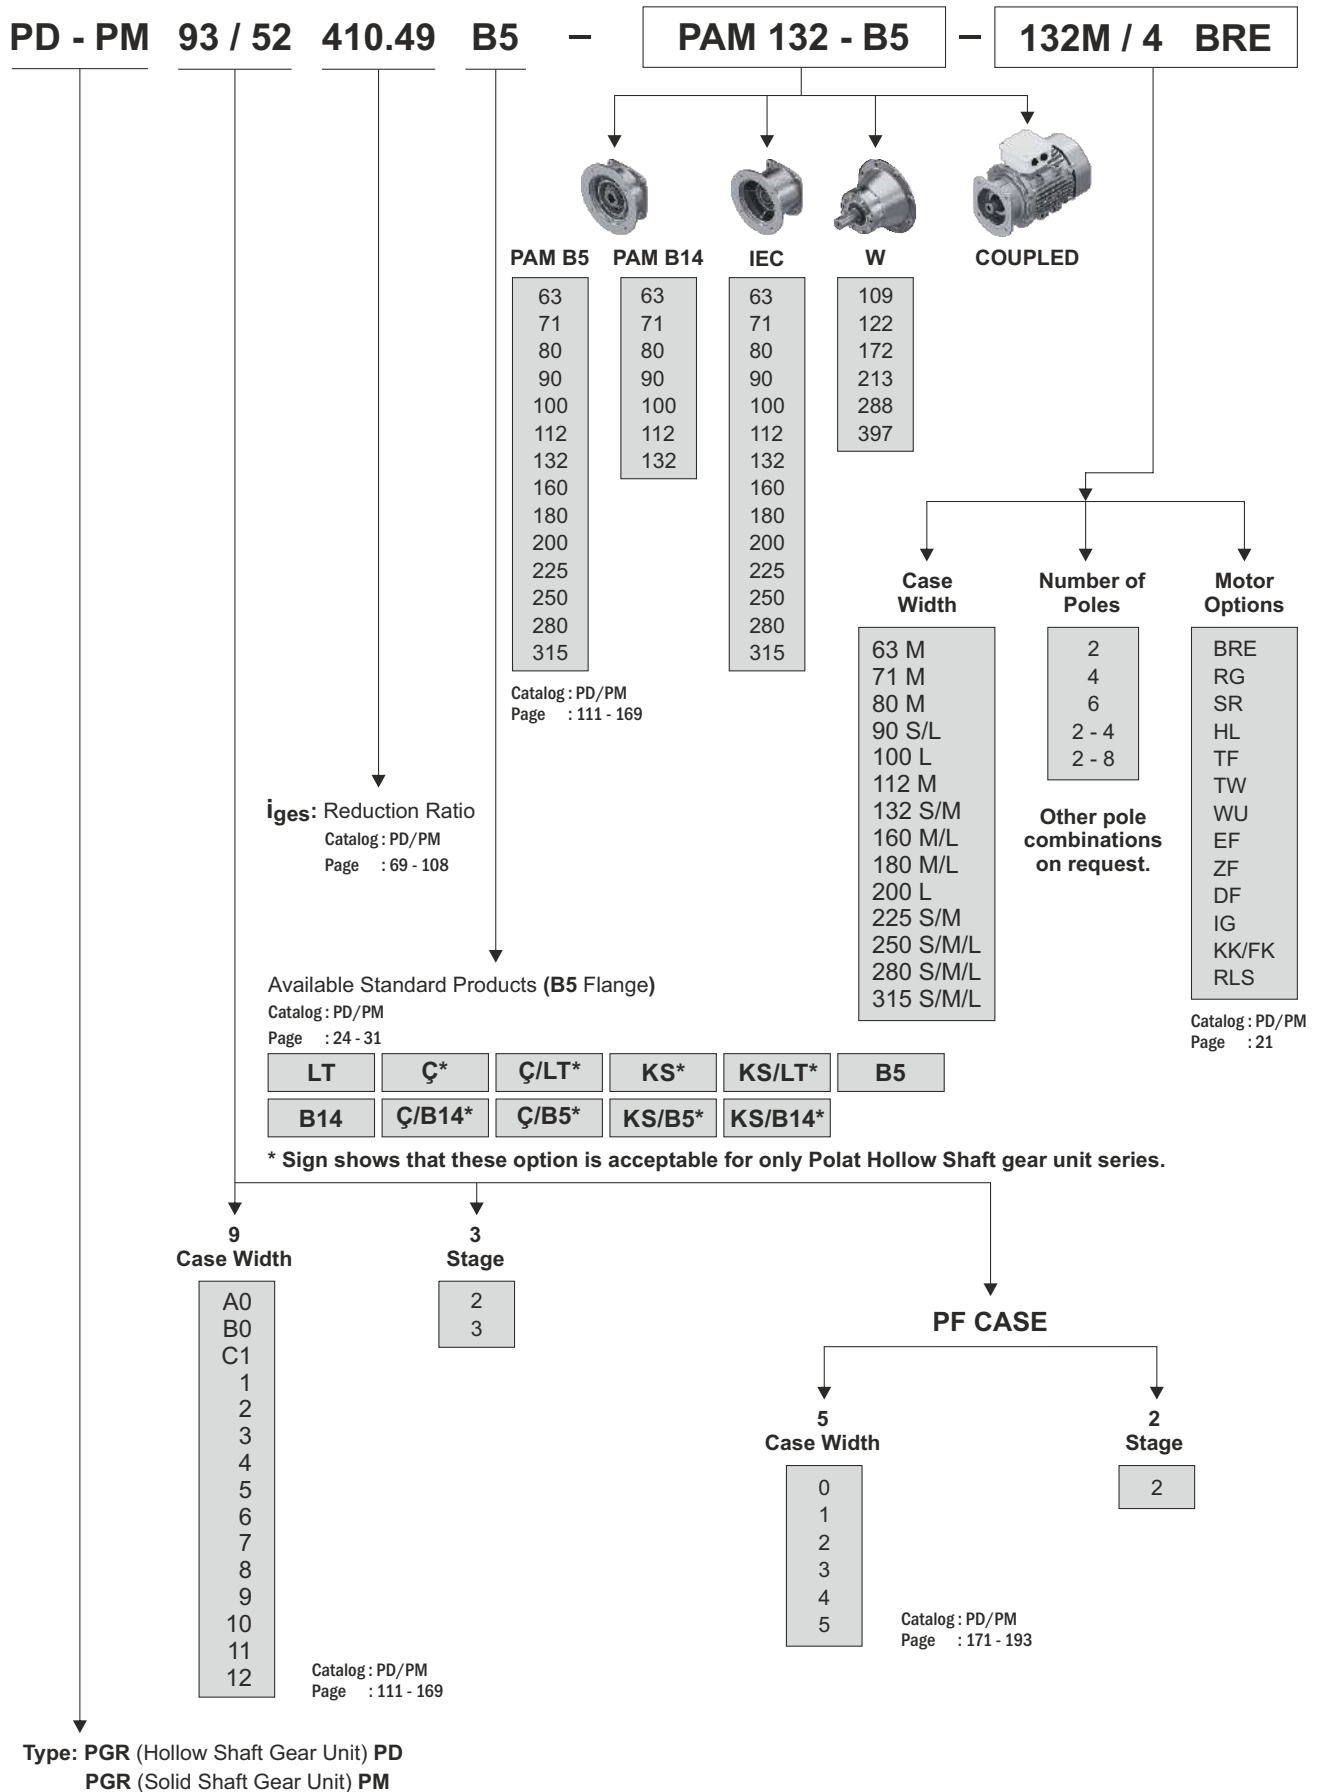 PD - PM 93 / 52 410.49 B5 – PAM 132 - B5 – 132M / 4 BRE
PAM B5 PAM B14 IEC W COUPLED
63 63 63 109
71 71 71 122
80 80 80 172
90 90 90 213
100 100 100 288
112 112 112 397
132 132 132
160 160
180 180
200 200
225 225
250 250
280 280
315 315
Catalog : PD/PM
Page : 111 - 169
Case
Width
63 M
71 M
80 M
90 S/L
100 L
112 M
132 S/M
160 M/L
180 M/L
200 L
225 S/M
250 S/M/L
280 S/M/L
315 S/M/L
Number of
Poles
2
4
6
2 - 4
2 - 8
Other pole
combinations
on request.
Motor
Options
BRE
RG
SR
HL
TF
TW
WU
EF
ZF
DF
IG
KK/FK
RLS
Catalog : PD/PM
Page : 21
iges: Reduction Ratio
Catalog : PD/PM
Page : 69 - 108
Available Standard Products (B5 Flange)
Catalog : PD/PM
Page : 24 - 31
LT Ç* Ç/LT* KS* KS/LT* B5
B14 Ç/B14* Ç/B5* KS/B5* KS/B14*
* Sign shows that these option is acceptable for only Polat Hollow Shaft gear unit series.
9
Case Width
A0
B0
C1
1
2
3
4
5
6
7
8
9
10
11
12
Catalog : PD/PM
Page : 111 - 169
3
Stage
2
3
PF CASE
5
Case Width
0
1
2
3
4
5
Catalog : PD/PM
Page : 171 - 193
2
Stage
2
Type: PGR (Hollow Shaft Gear Unit) PD
PGR (Solid Shaft Gear Unit) PM